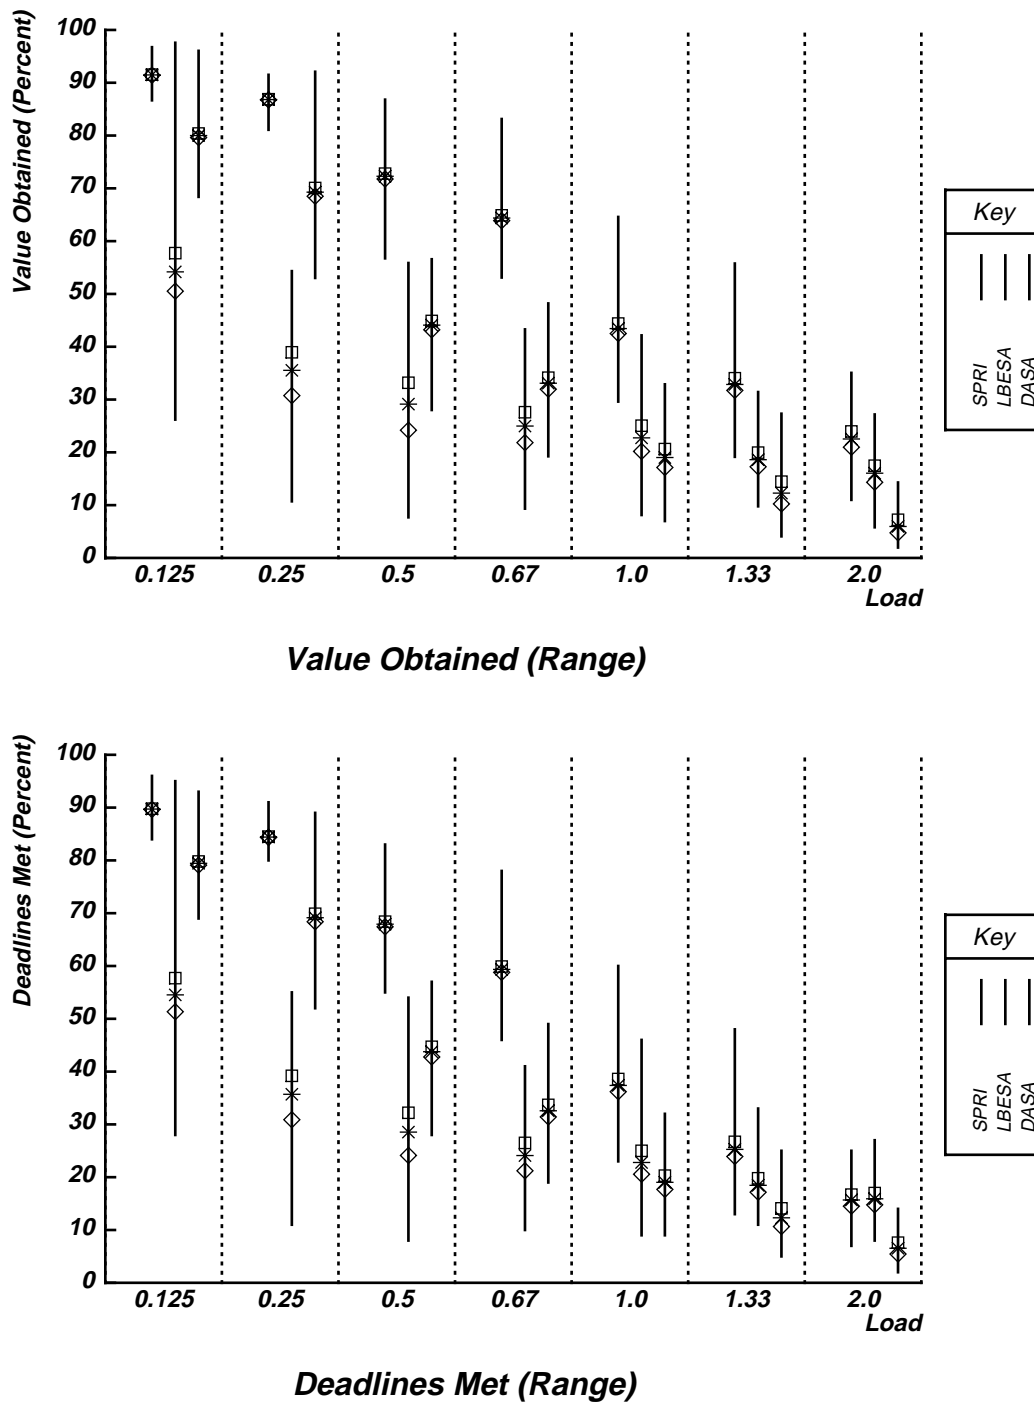 Value Obtained (Percent)
100
90
80
70
60
50
40
30
20
10
0
0.125 0.25 0.5 0.67 1.0 1.33 2.0
Load
Key
SPRI
LBESA
DASA
Value Obtained (Range)
Deadlines Met (Percent)
100
90
80
70
60
50
40
30
20
10
0
0.125 0.25 0.5 0.67 1.0 1.33 2.0
Load
Key
SPRI
LBESA
DASA
Deadlines Met (Range)